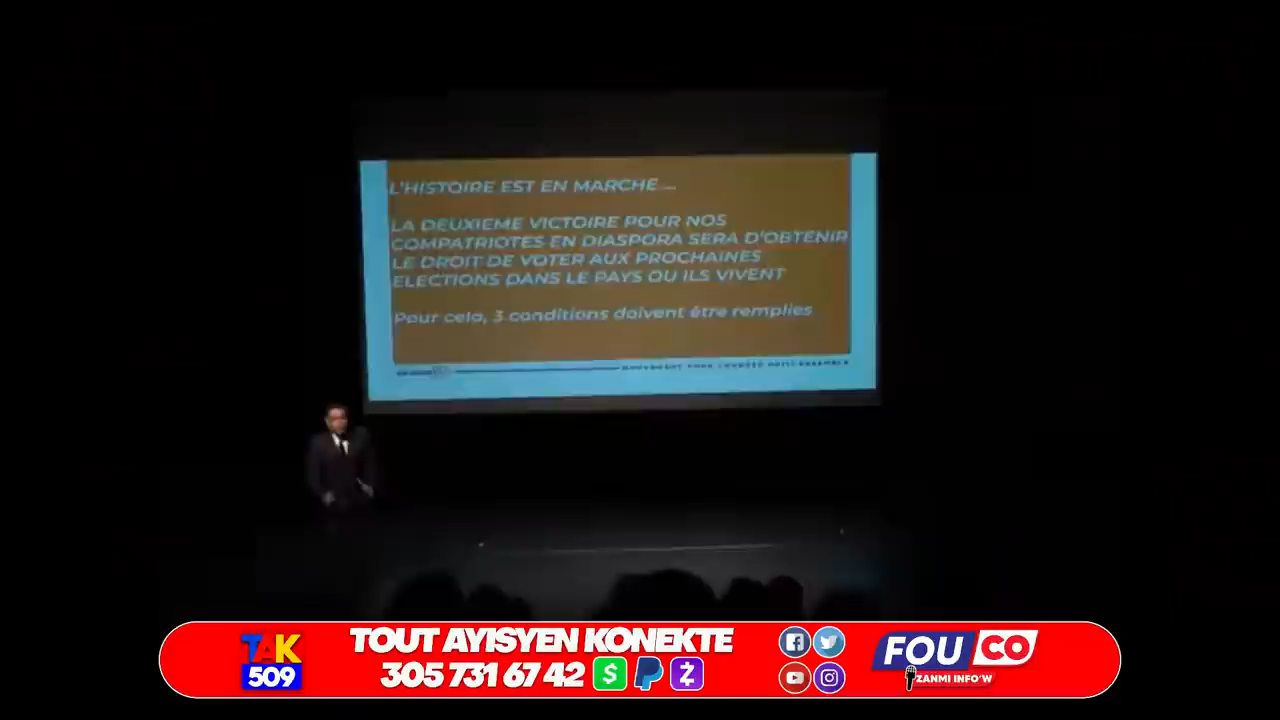 L'HISTOIRE EST EN MARCHE ...
LA DEUXIEME VICTOIRE POUR NOS
COMPATRIOTES EN DIASPORA SERA D'OBTENIR
LE DROIT DE VOTER AUX PROCHAINES
ELECTIONS DANS LE PAYS OU ILS VIVENT
Pour cela, 3 conditions doivent être remplies
TAK
509
TOUT AYISYEN KONEKTE
305 731 67 42
FOUCO
ZANMI INFO'W